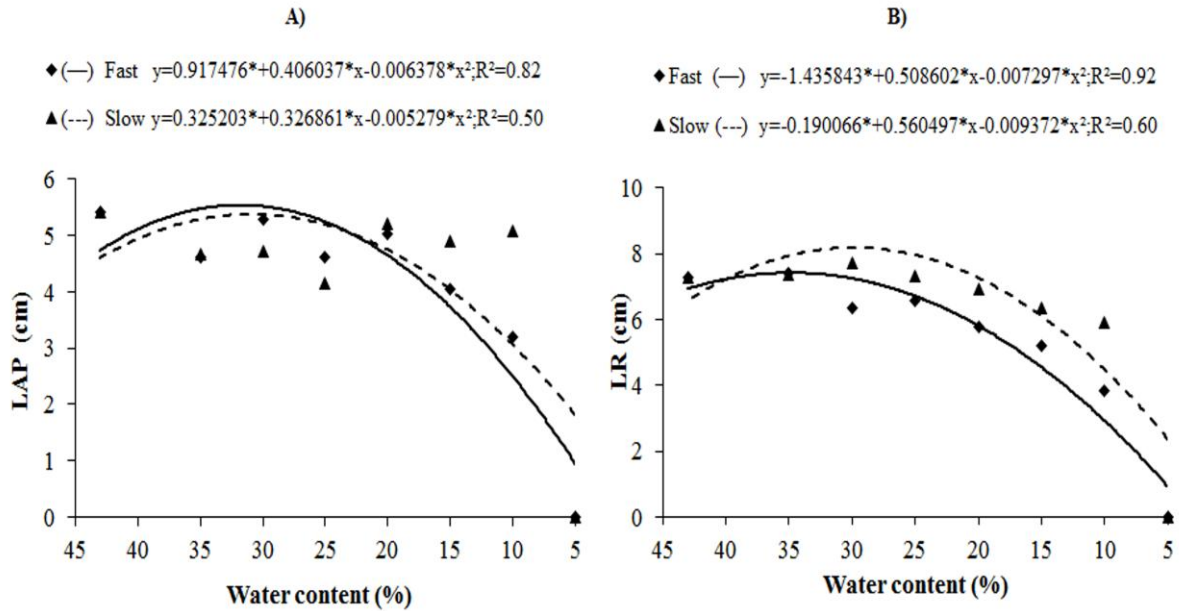 A)
◆(—) Fast y=0.917476*+0.406037*x-0.006378*x²;R²=0.82
▲(---) Slow y=0.325203*+0.326861*x-0.005279*x²;R²=0.50
LAP (cm)
6
5
4
3
2
1
0
45 40 35 30 25 20 15 10 5
Water content (%)
B)
◆Fast (—) y=-1.435843*+0.508602*x-0.007297*x²;R²=0.92
▲Slow (---) y=-0.190066*+0.560497*x-0.009372*x²;R²=0.60
LR (cm)
10
8
6
4
2
0
45 40 35 30 25 20 15 10 5
Water content (%)